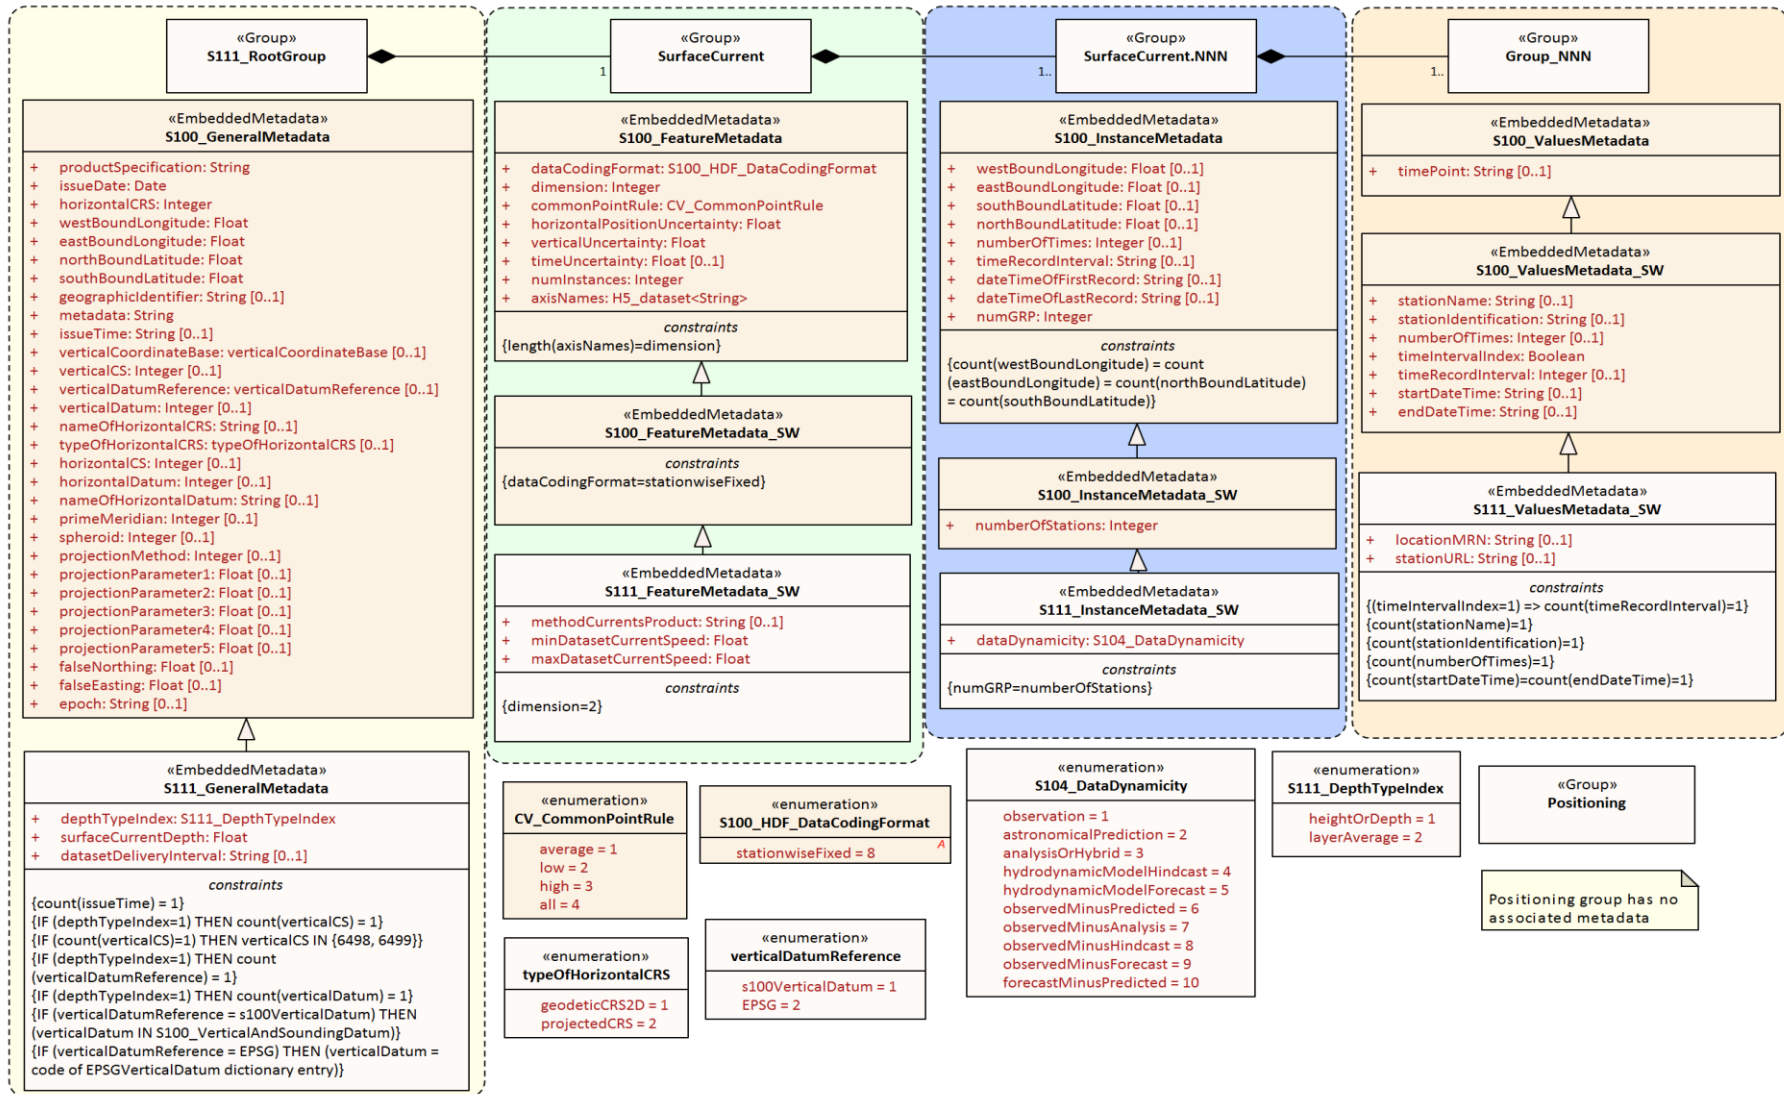 «Group»
S111_RootGroup
«Group»
SurfaceCurrent
1
«Group»
SurfaceCurrent.NNN
1..
«Group»
Group_NNN
1..
«EmbeddedMetadata»
S100_GeneralMetadata
+ productSpecification: String
+ issueDate: Date
+ horizontalCRS: Integer
+ westBoundLongitude: Float
+ eastBoundLongitude: Float
+ northBoundLatitude: Float
+ southBoundLatitude: Float
+ geographicIdentifier: String [0..1]
+ metadata: String
+ issueTime: String [0..1]
+ verticalCoordinateBase: verticalCoordinateBase [0..1]
+ verticalCS: Integer [0..1]
+ verticalDatumReference: verticalDatumReference [0..1]
+ verticalDatum: Integer [0..1]
+ nameOfHorizontalCRS: String [0..1]
+ typeOfHorizontalCRS: typeOfHorizontalCRS [0..1]
+ horizontalCS: Integer [0..1]
+ horizontalDatum: Integer [0..1]
+ nameOfHorizontalDatum: String [0..1]
+ primeMeridian: Integer [0..1]
+ spheroid: Integer [0..1]
+ projectionMethod: Integer [0..1]
+ projectionParameter1: Float [0..1]
+ projectionParameter2: Float [0..1]
+ projectionParameter3: Float [0..1]
+ projectionParameter4: Float [0..1]
+ projectionParameter5: Float [0..1]
+ falseNorthing: Float [0..1]
+ falseEasting: Float [0..1]
+ epoch: String [0..1]
«EmbeddedMetadata»
S111_GeneralMetadata
+ depthTypeIndex: S111_DepthTypeIndex
+ surfaceCurrentDepth: Float
+ datasetDeliveryInterval: String [0..1]
constraints
{count(issueTime) = 1}
{IF (depthTypeIndex=1) THEN count(verticalCS) = 1}
{IF (count(verticalCS)=1) THEN verticalCS IN {6498, 6499}}
{IF (depthTypeIndex=1) THEN count
(verticalDatumReference) = 1}
{IF (depthTypeIndex=1) THEN count(verticalDatum) = 1}
{IF (verticalDatumReference = s100VerticalDatum) THEN
(verticalDatum IN S100_VerticalAndSoundingDatum)}
{IF (verticalDatumReference = EPSG) THEN (verticalDatum =
code of EPSGVerticalDatum dictionary entry)}
«EmbeddedMetadata»
S100_FeatureMetadata
+ dataCodingFormat: S100_HDF_DataCodingFormat
+ dimension: Integer
+ commonPointRule: CV_CommonPointRule
+ horizontalPositionUncertainty: Float
+ verticalUncertainty: Float
+ timeUncertainty: Float [0..1]
+ numInstances: Integer
+ axisNames: H5_dataset<String>
constraints
{length(axisNames)=dimension}
«EmbeddedMetadata»
S100_FeatureMetadata_SW
constraints
{dataCodingFormat=stationwiseFixed}
«EmbeddedMetadata»
S111_FeatureMetadata_SW
+ methodCurrentsProduct: String [0..1]
+ minDatasetCurrentSpeed: Float
+ maxDatasetCurrentSpeed: Float
constraints
{dimension=2}
«EmbeddedMetadata»
S100_InstanceMetadata
+ westBoundLongitude: Float [0..1]
+ eastBoundLongitude: Float [0..1]
+ southBoundLatitude: Float [0..1]
+ northBoundLatitude: Float [0..1]
+ numberOfTimes: Integer [0..1]
+ timeRecordInterval: String [0..1]
+ dateTimeOfFirstRecord: String [0..1]
+ dateTimeOfLastRecord: String [0..1]
+ numGRP: Integer
constraints
{count(westBoundLongitude) = count
(eastBoundLongitude) = count(northBoundLatitude)
= count(southBoundLatitude)}
«EmbeddedMetadata»
S100_InstanceMetadata_SW
+ numberOfStations: Integer
«EmbeddedMetadata»
S111_InstanceMetadata_SW
+ dataDynamicity: S104_DataDynamicity
constraints
{numGRP=numberOfStations}
«EmbeddedMetadata»
S100_ValuesMetadata
+ timePoint: String [0..1]
«EmbeddedMetadata»
S100_ValuesMetadata_SW
+ stationName: String [0..1]
+ stationIdentification: String [0..1]
+ numberOfTimes: Integer [0..1]
+ timeIntervalIndex: Boolean
+ timeRecordInterval: Integer [0..1]
+ startDateTime: String [0..1]
+ endDateTime: String [0..1]
«EmbeddedMetadata»
S111_ValuesMetadata_SW
+ locationMRN: String [0..1]
+ stationURL: String [0..1]
constraints
{(timeIntervalIndex=1) => count(timeRecordInterval)=1}
{count(stationName)=1}
{count(stationIdentification)=1}
{count(numberOfTimes)=1}
{count(startDateTime)=count(endDateTime)=1}
«enumeration»
CV_CommonPointRule
average = 1
low = 2
high = 3
all = 4
«enumeration»
S100_HDF_DataCodingFormat
stationwiseFixed = 8
A
«enumeration»
typeOfHorizontalCRS
geodeticCRS2D = 1
projectedCRS = 2
«enumeration»
verticalDatumReference
s100VerticalDatum = 1
EPSG = 2
«enumeration»
S104_DataDynamicity
observation = 1
astronomicalPrediction = 2
analysisOrHybrid = 3
hydrodynamicModelHindcast = 4
hydrodynamicModelForecast = 5
observedMinusPredicted = 6
observedMinusAnalysis = 7
observedMinusHindcast = 8
observedMinusForecast = 9
forecastMinusPredicted = 10
«enumeration»
S111_DepthTypeIndex
heightOrDepth = 1
layerAverage = 2
«Group»
Positioning
Positioning group has no
associated metadata